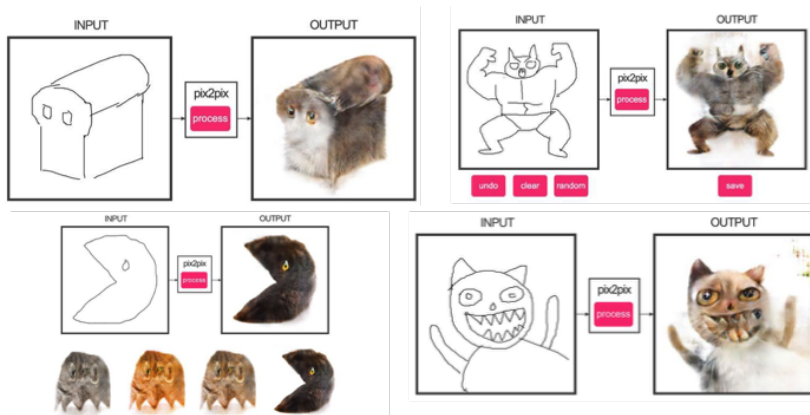 INPUT
OUTPUT
pix2pix
process
INPUT
OUTPUT
pix2pix
process
undo
clear
random
save
INPUT
OUTPUT
pix2pix
process
INPUT
OUTPUT
pix2pix
process